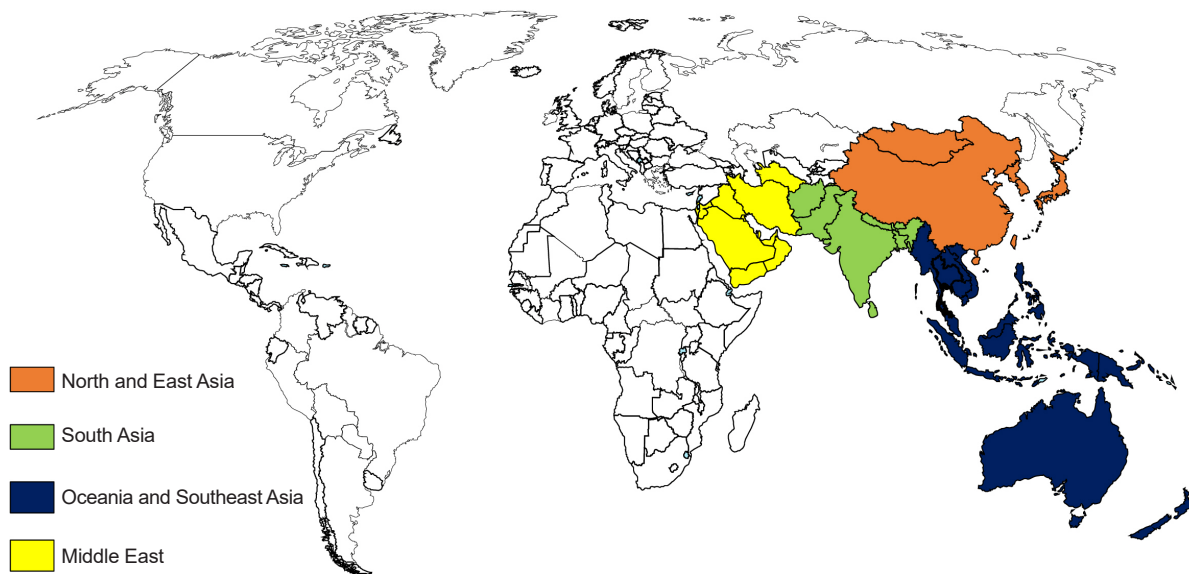 North and East Asia
South Asia
Oceania and Southeast Asia
Middle East